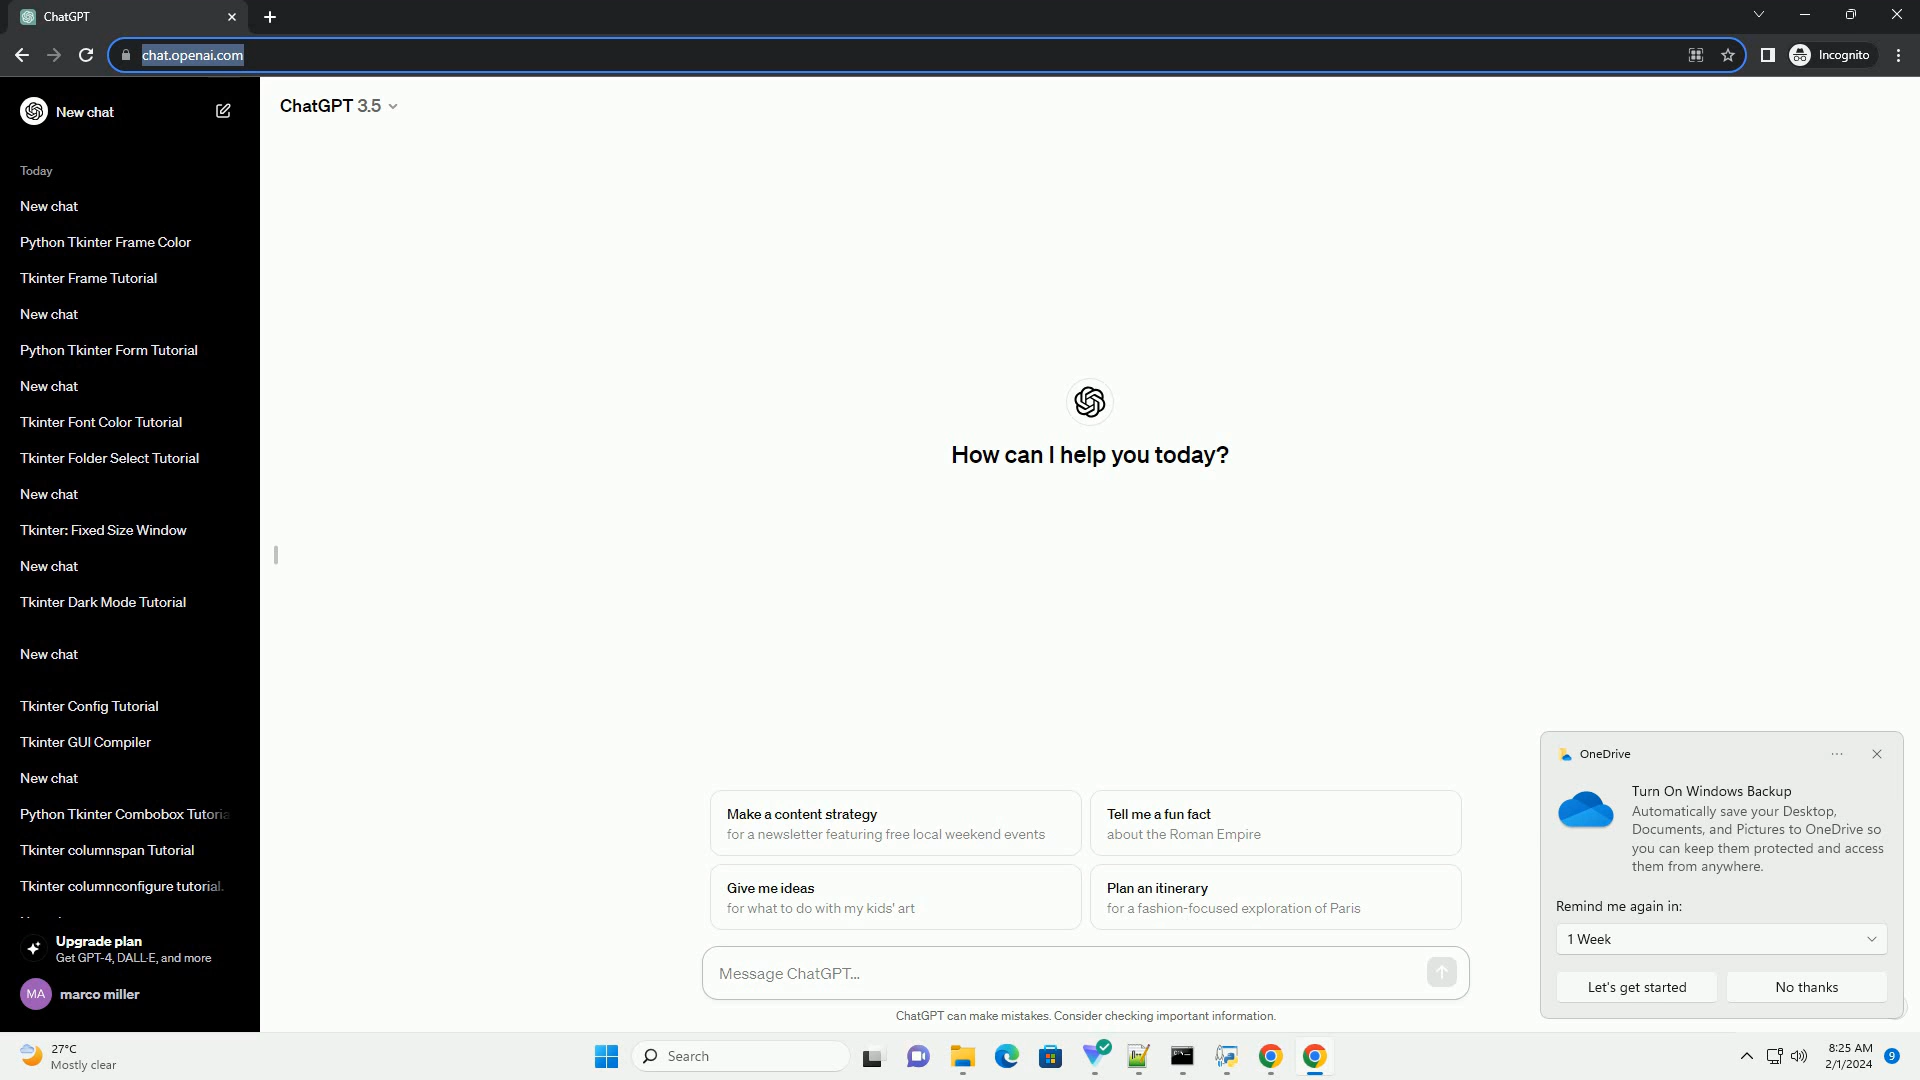 ChatGPT
chat.openai.com
Incognito
New chat
ChatGPT 3.5
Today
New chat
Python Tkinter Frame Color
Tkinter Frame Tutorial
New chat
Python Tkinter Form Tutorial
New chat
Tkinter Font Color Tutorial
Tkinter Folder Select Tutorial
New chat
Tkinter: Fixed Size Window
New chat
Tkinter Dark Mode Tutorial
New chat
Tkinter Config Tutorial
Tkinter GUI Compiler
New chat
Python Tkinter Combobox Tutoria
Tkinter columnspan Tutorial
Tkinter columnconfigure tutorial.
Upgrade plan
Get GPT-4, DALL·E, and more
MA marco miller
How can I help you today?
Make a content strategy
for a newsletter featuring free local weekend events
Tell me a fun fact
about the Roman Empire
Give me ideas
for what to do with my kids' art
Plan an itinerary
for a fashion-focused exploration of Paris
Message ChatGPT...
ChatGPT can make mistakes. Consider checking important information.
OneDrive
Turn On Windows Backup
Automatically save your Desktop,
Documents, and Pictures to OneDrive so
you can keep them protected and access
them from anywhere.
Remind me again in:
1 Week
Let's get started
No thanks
27°C
Mostly clear
Search
8:25 AM
2/1/2024
9